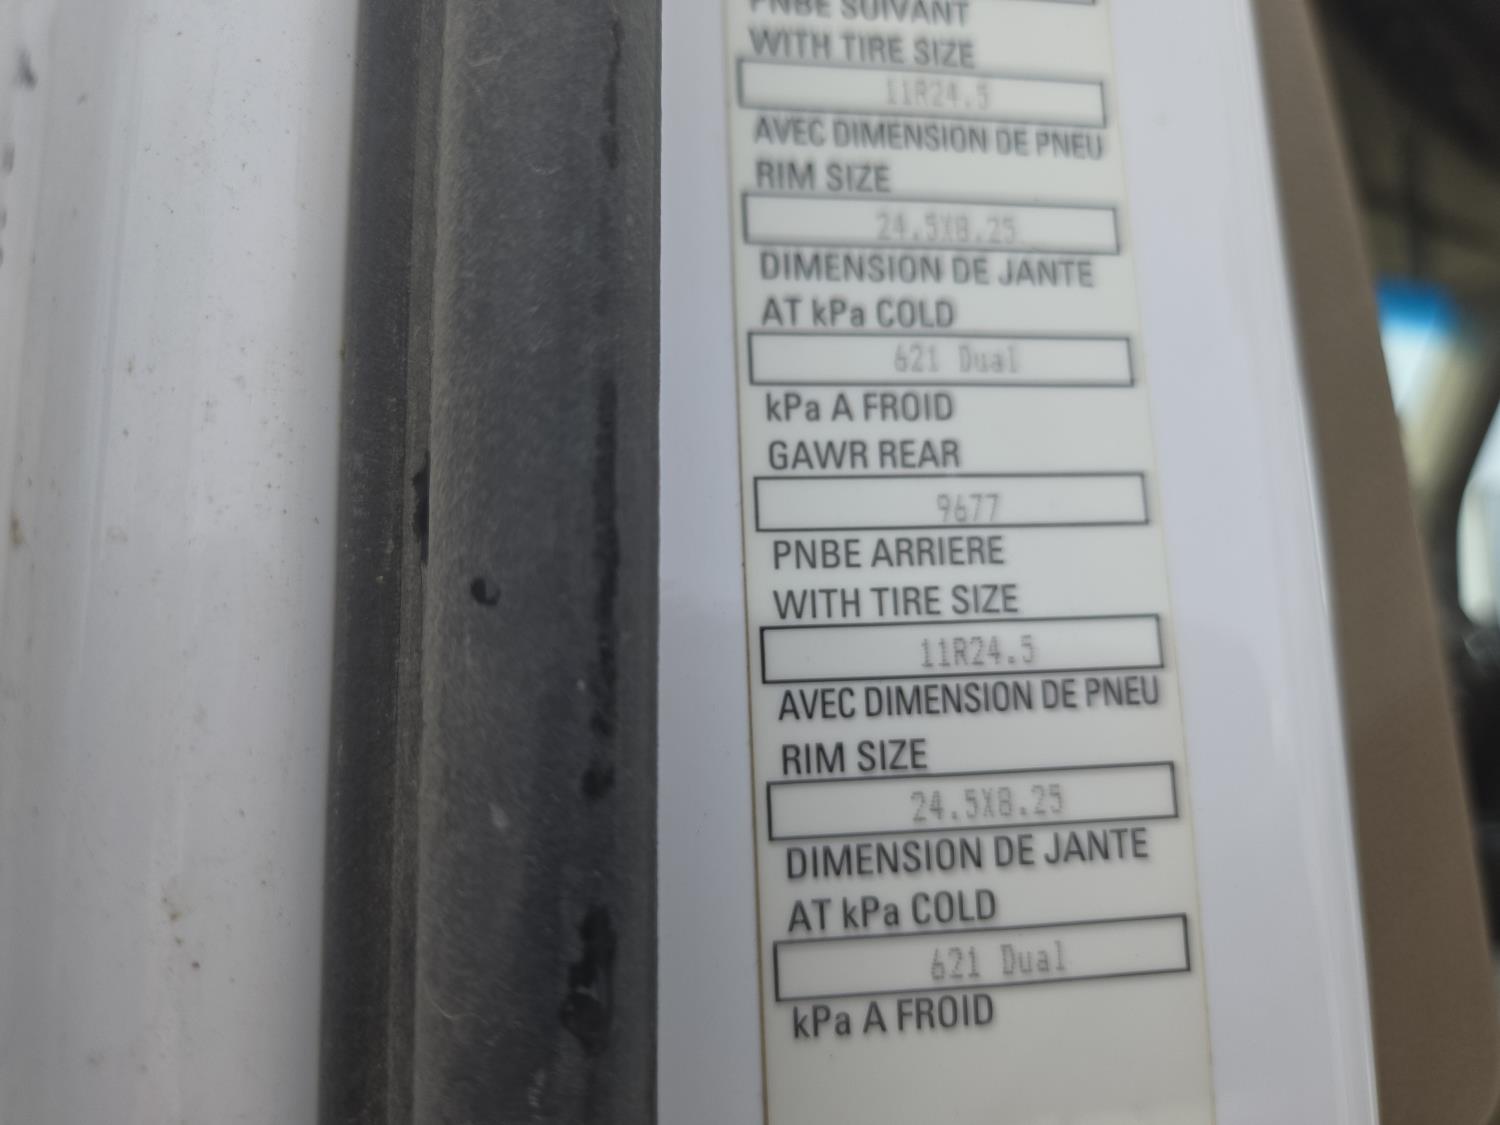 PNBE SUIVANT
WITH TIRE SIZE
11R24.5
AVEC DIMENSION DE PNEU
RIM SIZE
24.5X8.25
DIMENSION DE JANTE
AT kPa COLD
621 Dual
kPa A FROID
GAWR REAR
9677
PNBE ARRIERE
WITH TIRE SIZE
11R24.5
AVEC DIMENSION DE PNEU
RIM SIZE
24.5X8.25
DIMENSION DE JANTE
AT kPa COLD
621 Dual
kPa A FROID